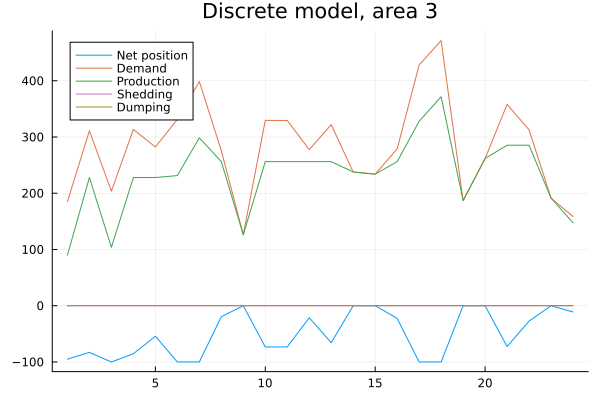 Discrete model, area 3
Net position
Demand
Production
Shedding
Dumping
400
300
200
100
0
−100
5 10 15 20